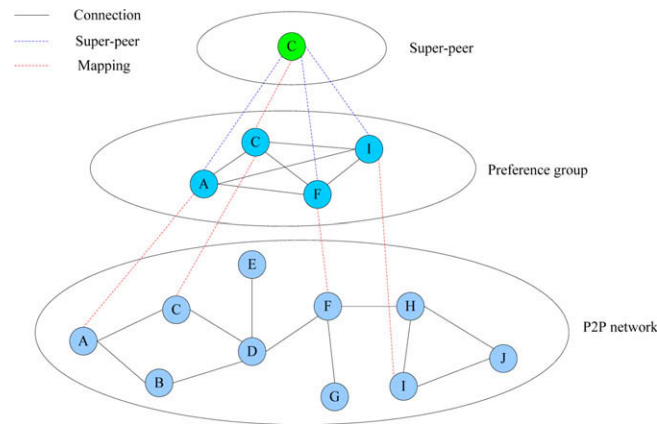 Connection
Super-peer
Mapping
C
Super-peer
C
I
A
F
Preference group
E
C
F
H
A
D
P2P network
B
J
I
G